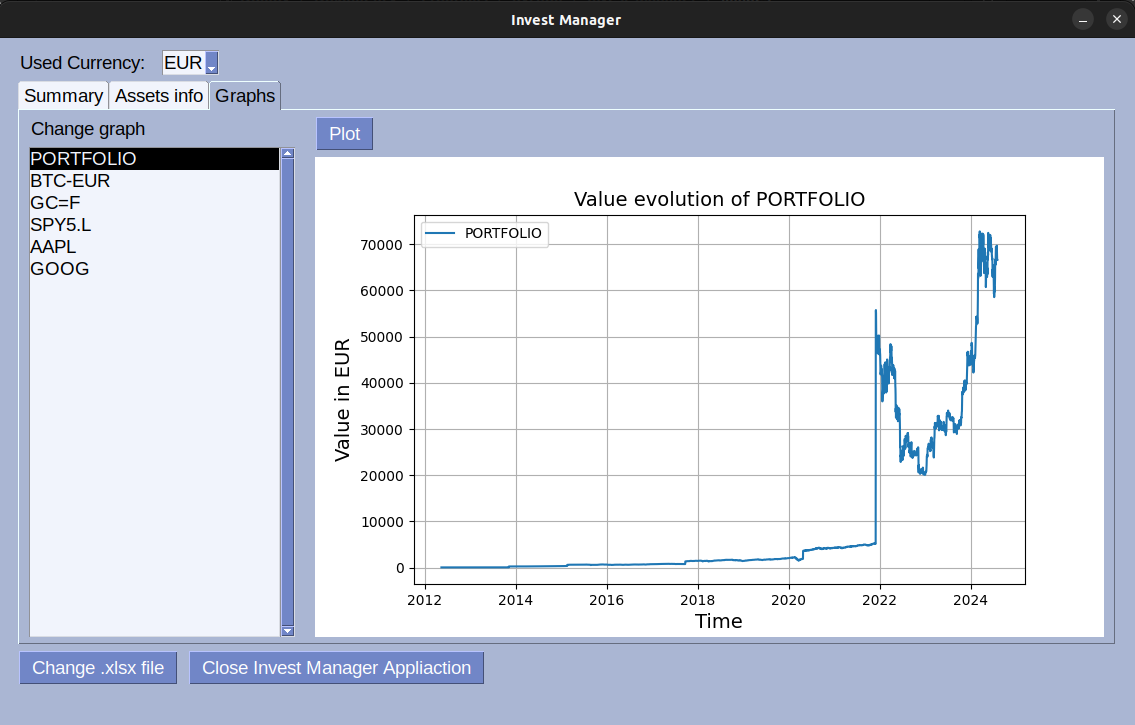 Invest Manager
Used Currency: EUR
Summary Assets info Graphs
Change graph
PORTFOLIO
BTC-EUR
GC=F
SPY5.L
AAPL
GOOG
Plot
Value evolution of PORTFOLIO
PORTFOLIO
Value in EUR
70000
60000
50000
40000
30000
20000
10000
0
2012 2014 2016 2018 2020 2022 2024
Time
Change .xlsx file Close Invest Manager Appliaction